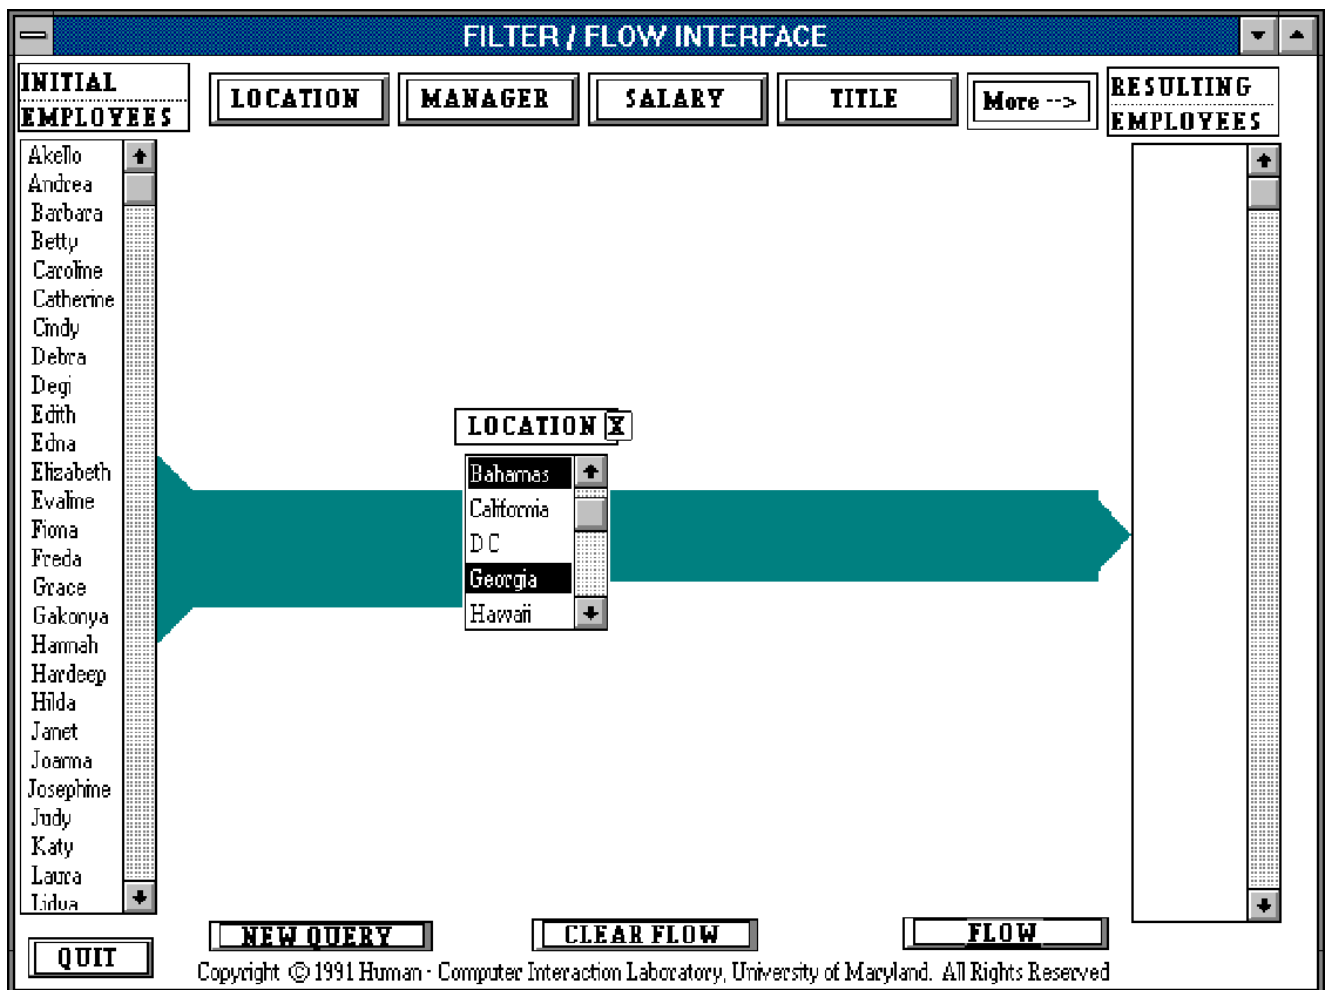 FILTER / FLOW INTERFACE
INITIAL
EMPLOYEES
LOCATION
MANAGER
SALARY
TITLE
More -->
RESULTING
EMPLOYEES
Akello
Andrea
Barbara
Betty
Caroline
Catherine
Cindy
Debra
Degi
Edith
Edna
Elizabeth
Evaline
Fiona
Freda
Grace
Gakonya
Hannah
Hardeep
Hilda
Janet
Joanna
Josephine
Judy
Katy
Laura
Lidya
LOCATION X
Bahamas
California
D C
Georgia
Hawaii
NEW QUERY
CLEAR FLOW
FLOW
QUIT
Copyright © 1991 Human - Computer Interaction Laboratory, University of Maryland. All Rights Reserved